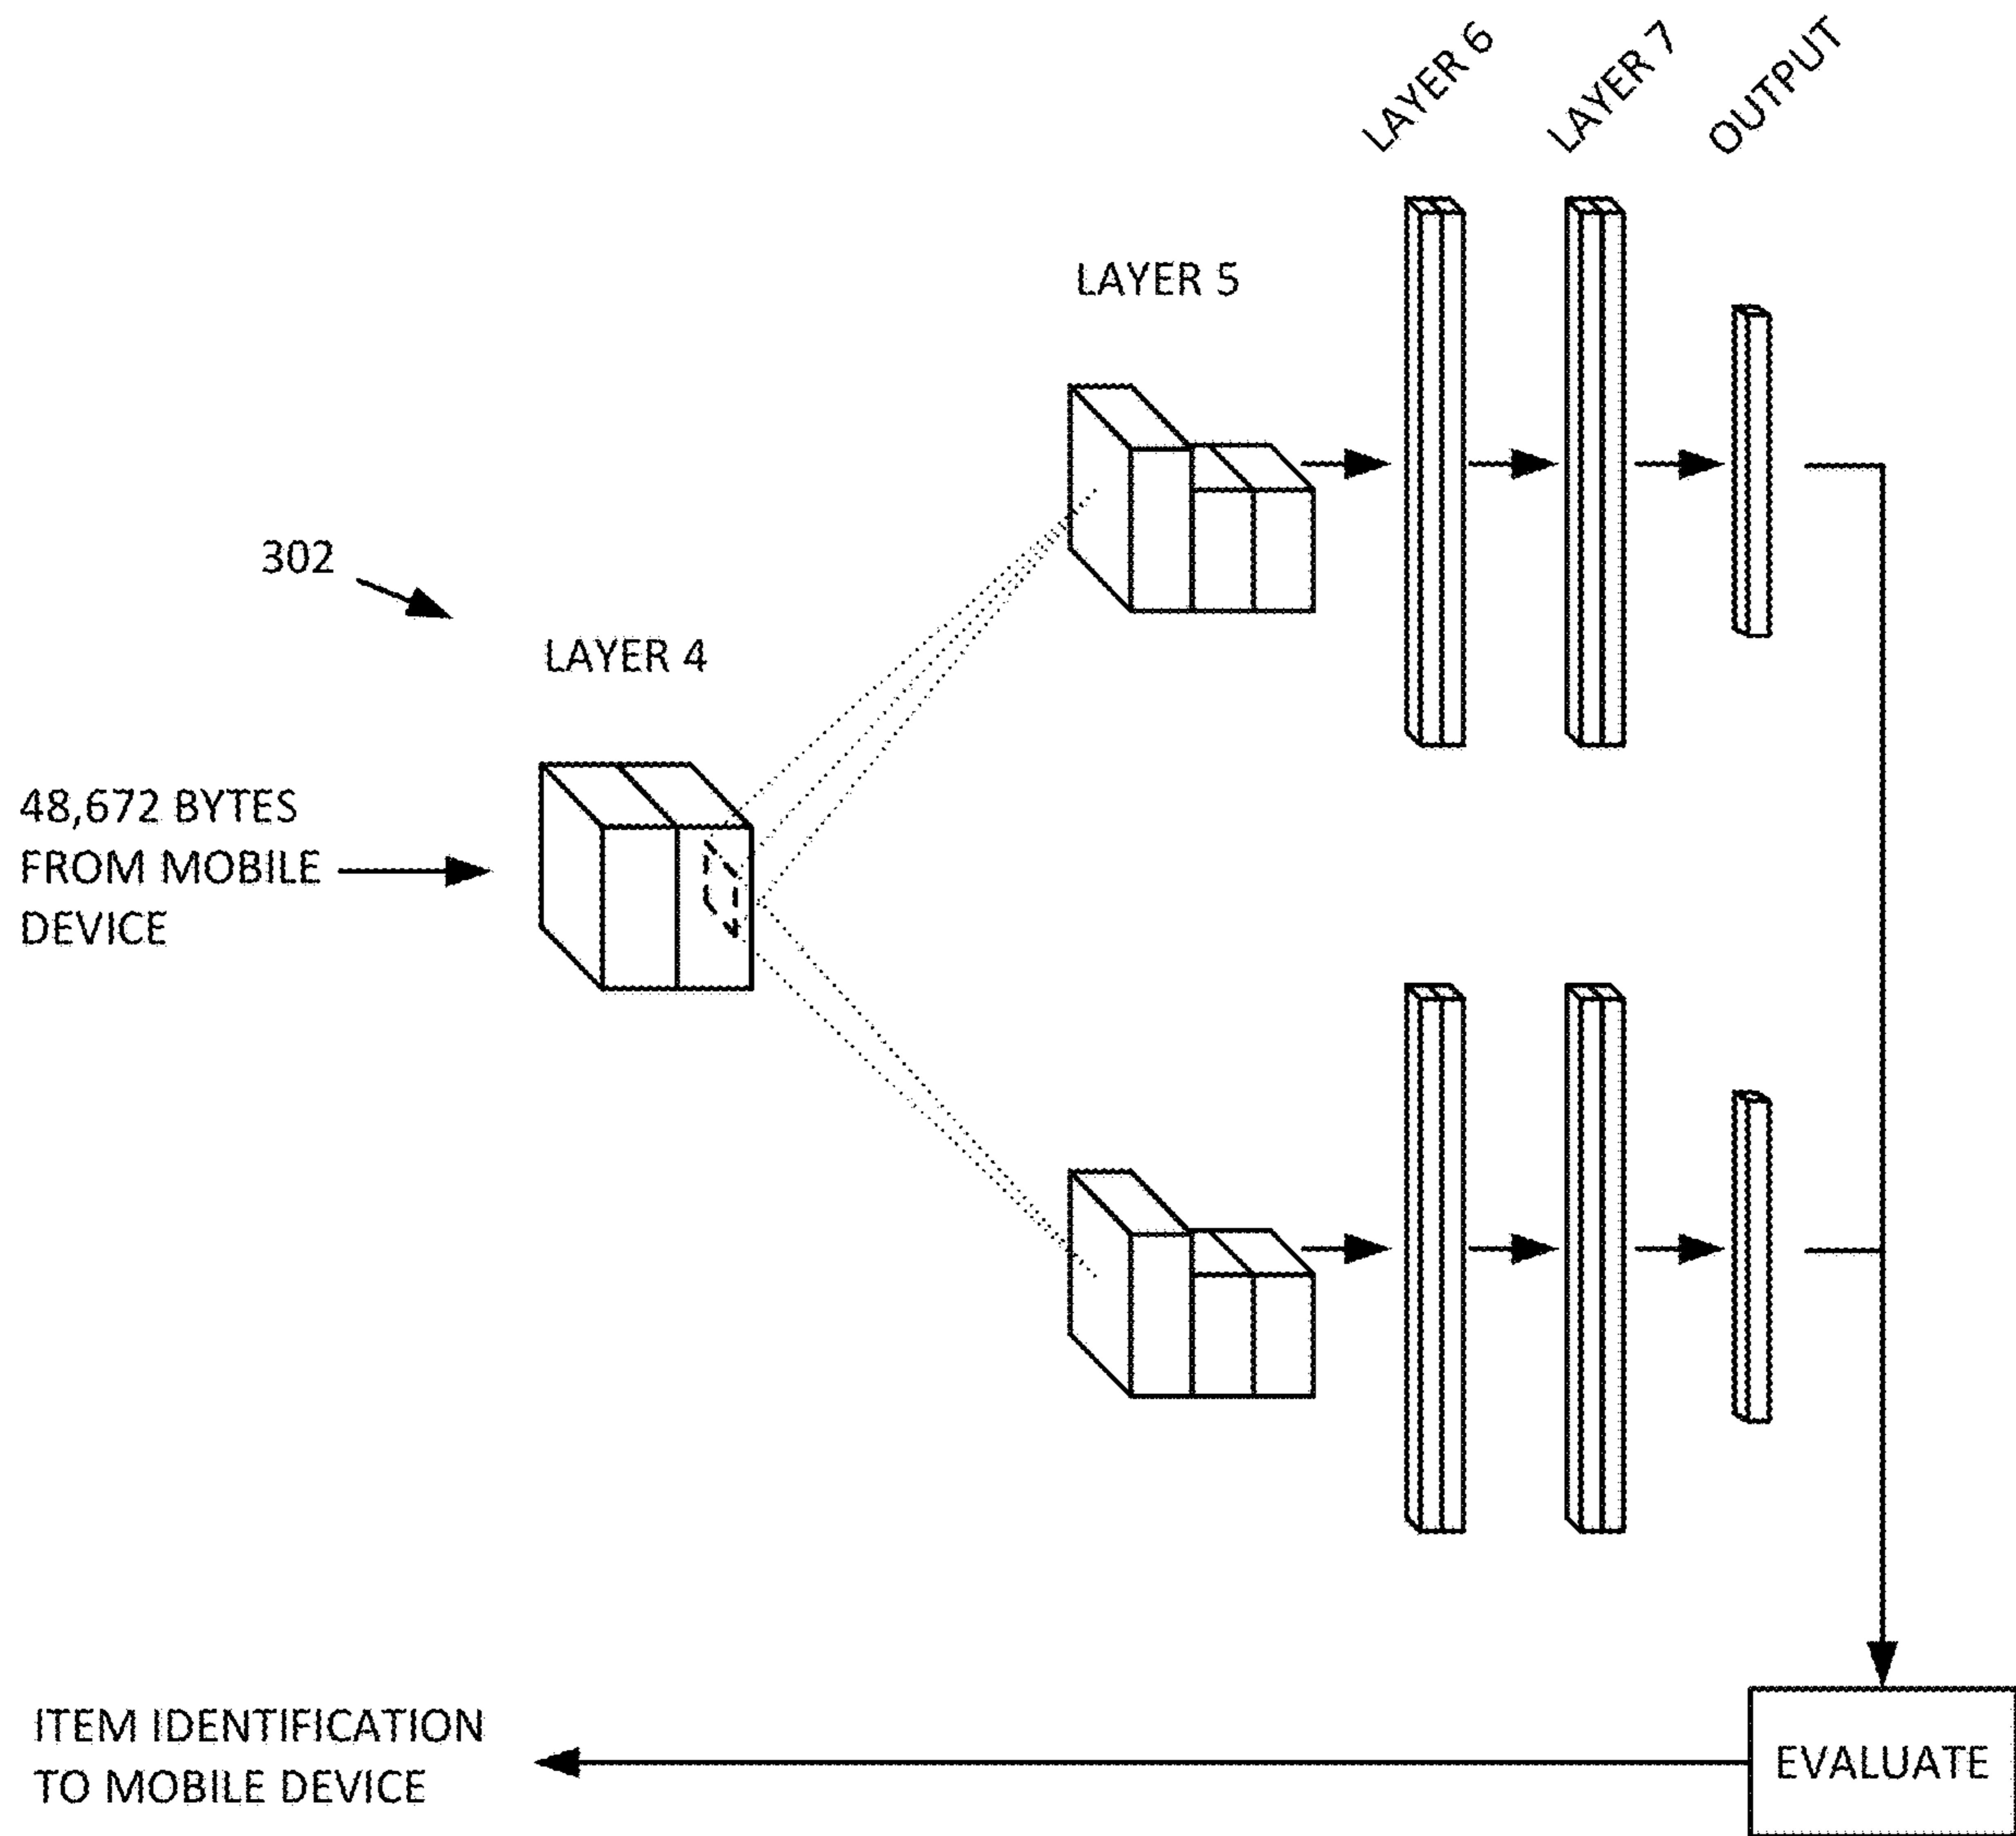 LAYER 6
LAYER 7
OUTPUT
LAYER 5
302
LAYER 4
48,672 BYTES
FROM MOBILE
DEVICE
ITEM IDENTIFICATION
TO MOBILE DEVICE
EVALUATE